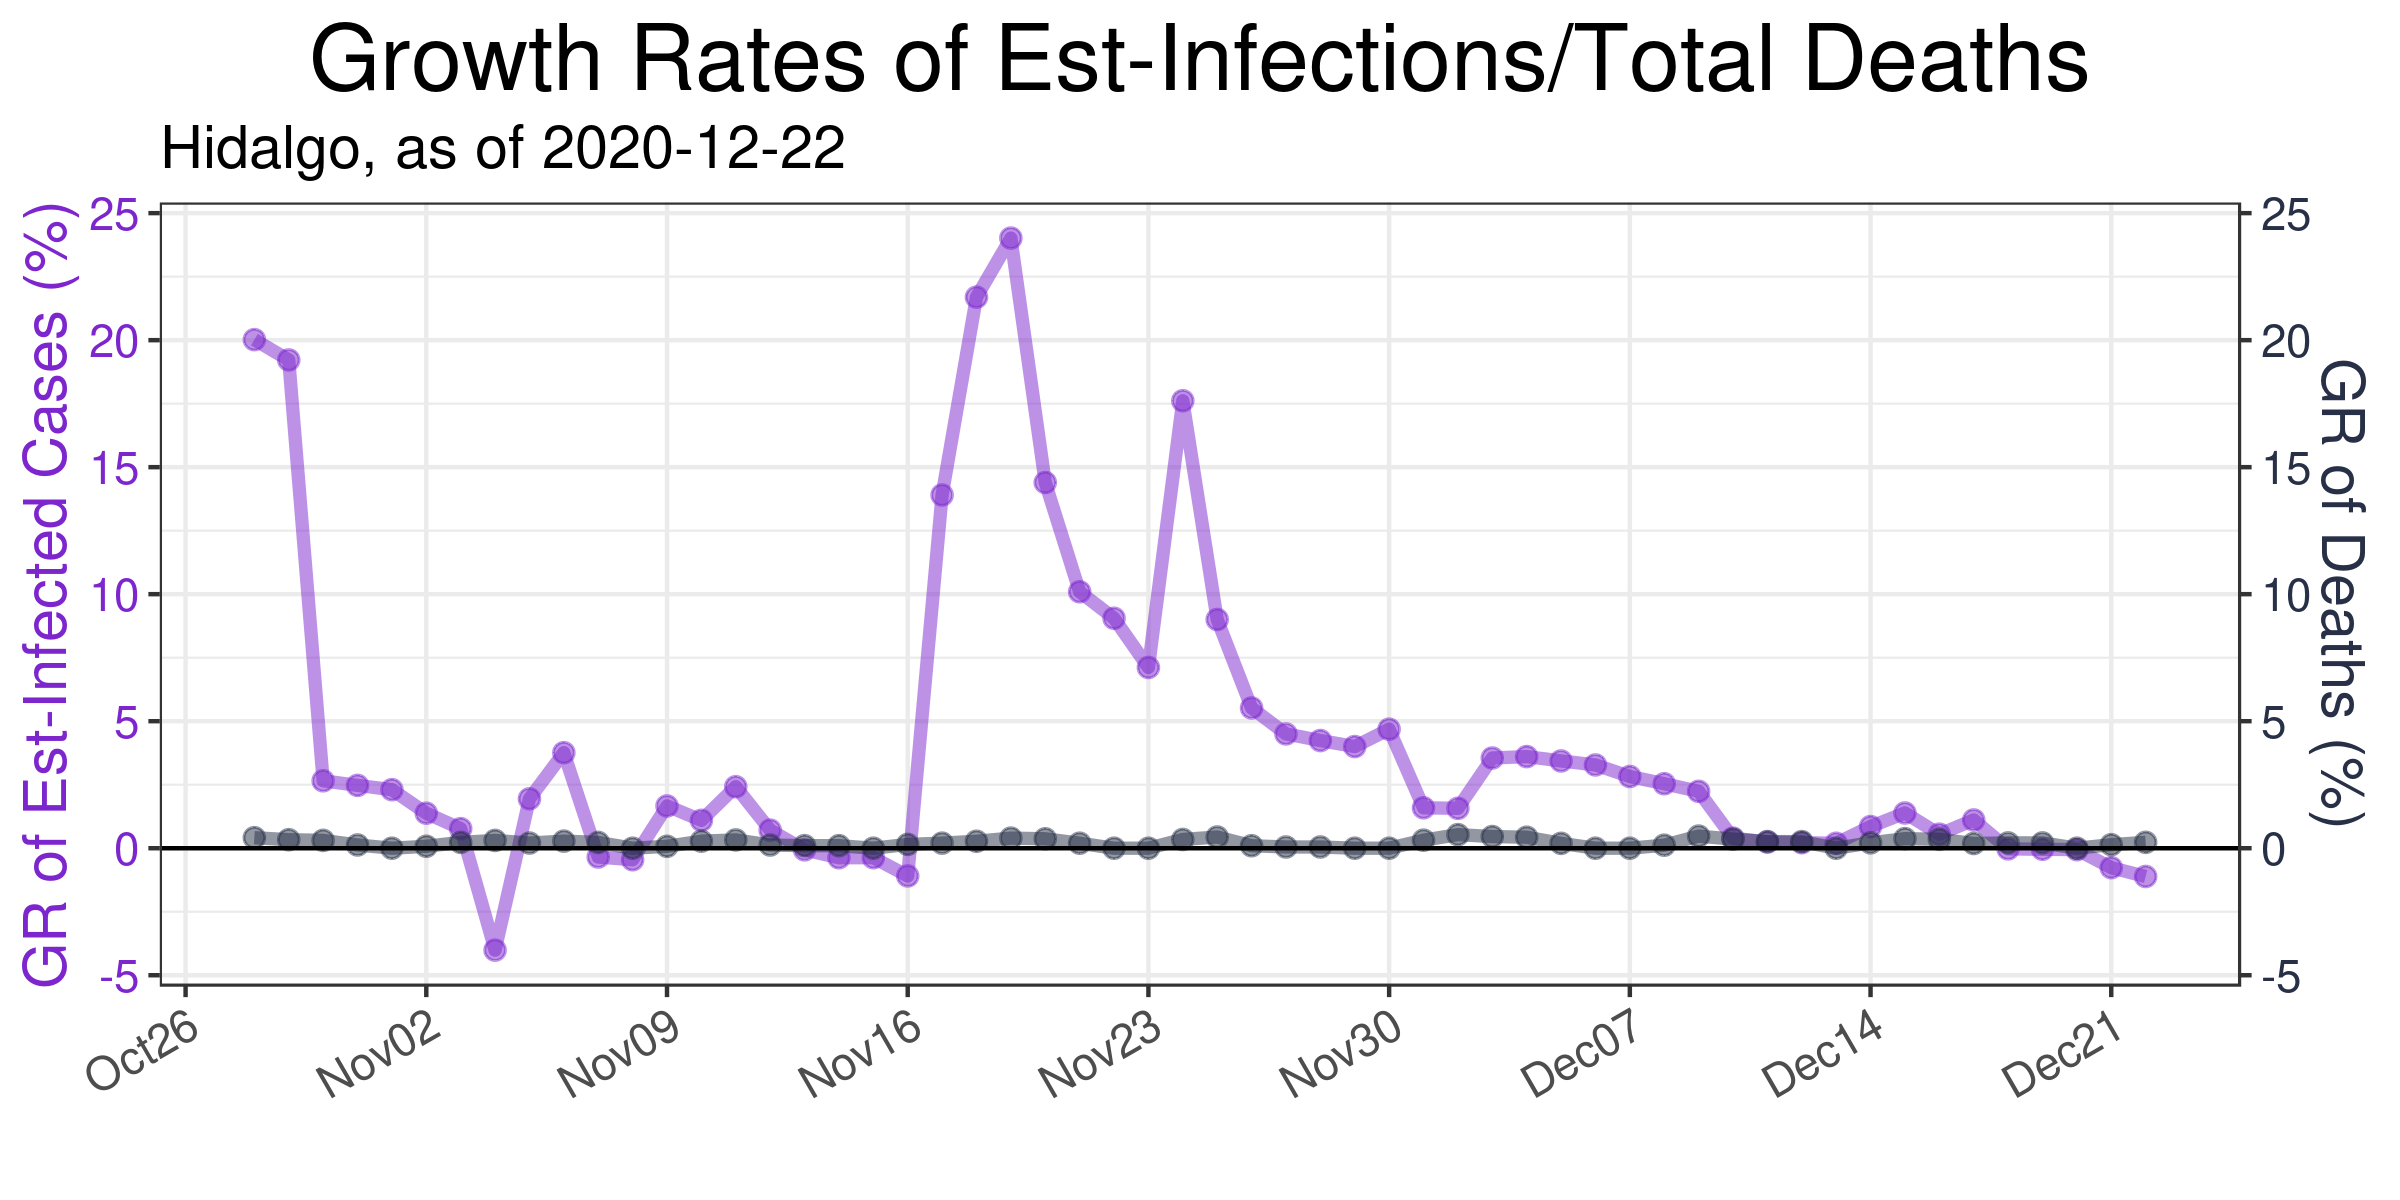 Growth Rates of Est-Infections/Total Deaths
Hidalgo, as of 2020-12-22
GR of Est-Infected Cases (%)
25
20
15
10
5
0
-5
25
20
15
10
5
0
-5
GR of Deaths (%)
Oct26
Nov02
Nov09
Nov16
Nov23
Nov30
Dec07
Dec14
Dec21